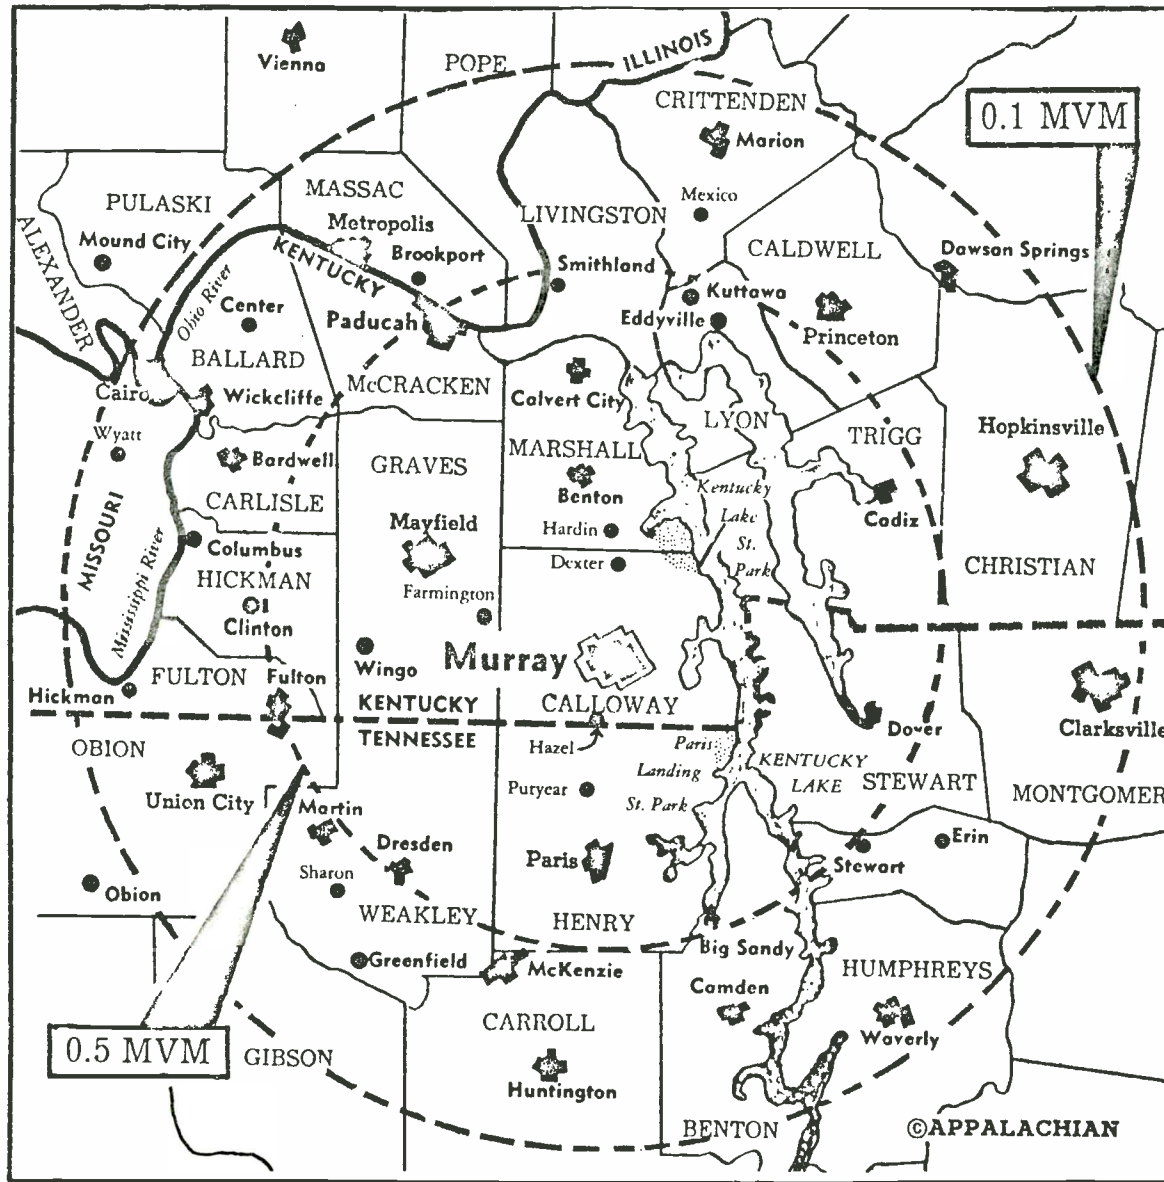 Vienna
POPE
ILLINOIS
CRITTENDEN
0.1 MVM
Marion
MASSAC
PULASKI
Mexico
LIVINGSTON
ALEXANDER
Metropolis
Mound City
KENTUCKY
Brookport
CALDWELL
Dawson Springs
Smithland
Ohio River
Center
Kuttawa
Paducah
Eddyville
Princeton
BALLARD
McCRACKEN
Cairo
Wickcliffe
Calvert City
LYON
Wyatt
TRIGG
Hopkinsville
Bardwell
GRAVES
MARSHALL
CARLISLE
Benton
Kentucky
Lake
St.
Park
MISSOURI
Mayfield
Hardin
Cadiz
Columbus
Mississippi River
Dexter
CHRISTIAN
HICKMAN
Farmington
Clinton
Murray
Wingo
FULTON
Fulton
Hickman
KENTUCKY
CALLOWAY
TENNESSEE
Clarksville
Dover
OBION
Hazel
Paris
Landing
St. Park
KENTUCKY
LAKE
STEWART
Puryear
MONTGOMER
Union City
Martin
Dresden
Paris
Erin
Stewart
Sharon
Obion
WEAKLEY
HENRY
Big Sandy
Greenfield
McKenzie
HUMPHREYS
Camden
CARROLL
Waverly
0.5 MVM
GIBSON
Huntington
BENTON
©APPALACHIAN